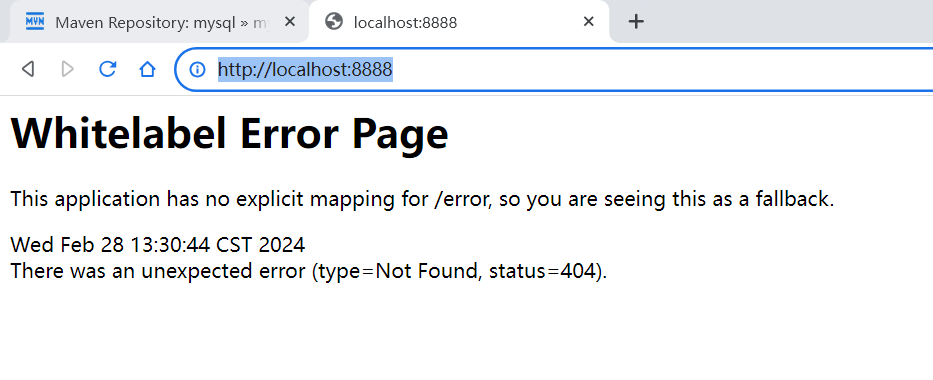 MVN Maven Repository: mysql » m
localhost:8888
http://localhost:8888
Whitelabel Error Page
This application has no explicit mapping for /error, so you are seeing this as a fallback.
Wed Feb 28 13:30:44 CST 2024
There was an unexpected error (type=Not Found, status=404).